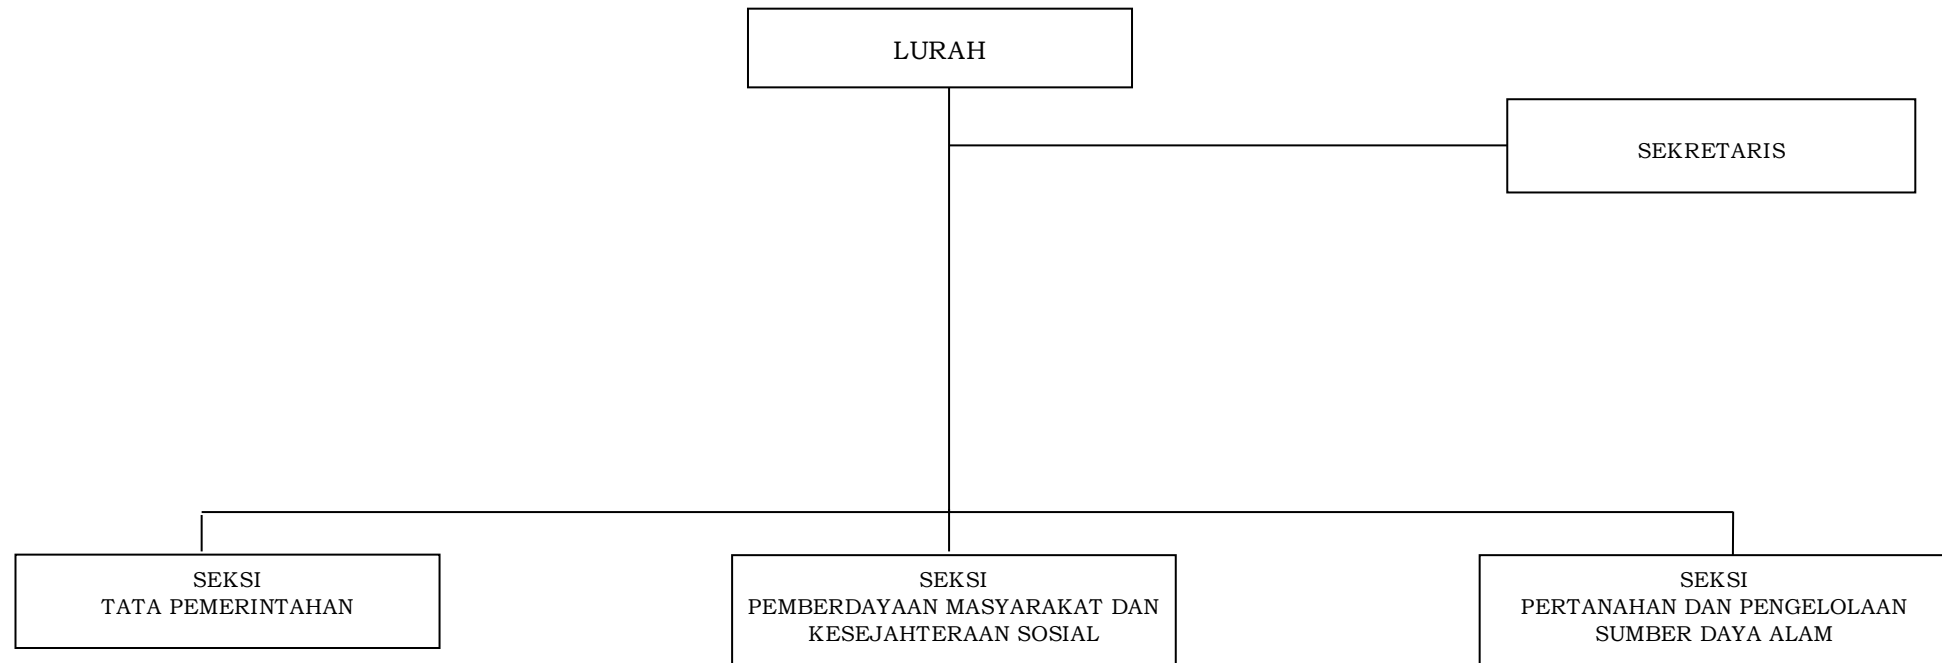 LURAH
SEKRETARIS
SEKSI
TATA PEMERINTAHAN
SEKSI
PEMBERDAYAAN MASYARAKAT DAN
KESEJAHTERAAN SOSIAL
SEKSI
PERTANAHAN DAN PENGELOLAAN
SUMBER DAYA ALAM